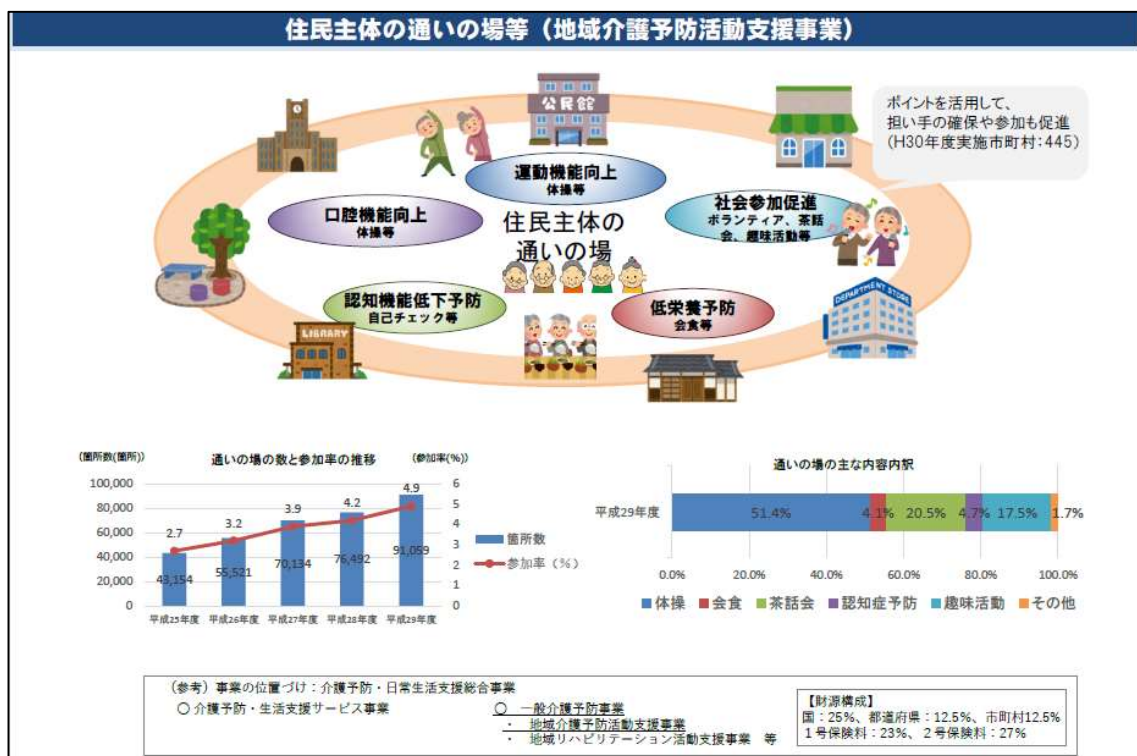 住民主体の通いの場等（地域介護予防活動支援事業）
公民館
ポイントを活用して、
担い手の確保や参加も促進
(H30年度実施市町村:445)
運動機能向上
体操等
口腔機能向上
体操等
社会参加促進
ボランティア、茶話
会、趣味活動等
住民主体の
通いの場
認知機能低下予防
自己チェック等
低栄養予防
会食等
LIBRARY
DEPARTMENT STORE
(箇所数(箇所))
通いの場の数と参加率の推移
(参加率(%))
100,000
80,000
60,000
40,000
20,000
0
6
5
4
3
2
1
0
2.7
3.2
3.9
4.2
4.9
43,154
55,521
70,134
76,492
91,059
平成25年度
平成26年度
平成27年度
平成28年度
平成29年度
箇所数
参加率（%）
通いの場の主な内容内訳
平成29年度
51.4%
4.1%
20.5%
4.7%
17.5%
1.7%
0.0%
20.0%
40.0%
60.0%
80.0%
100.0%
体操
会食
茶話会
認知症予防
趣味活動
その他
（参考）事業の位置づけ：介護予防・日常生活支援総合事業
○ 介護予防・生活支援サービス事業
○ 一般介護予防事業
・ 地域介護予防活動支援事業
・ 地域リハビリテーション活動支援事業 等
【財源構成】
国：25%、都道府県：12.5%、市町村12.5%
１号保険料：23%、２号保険料：27%